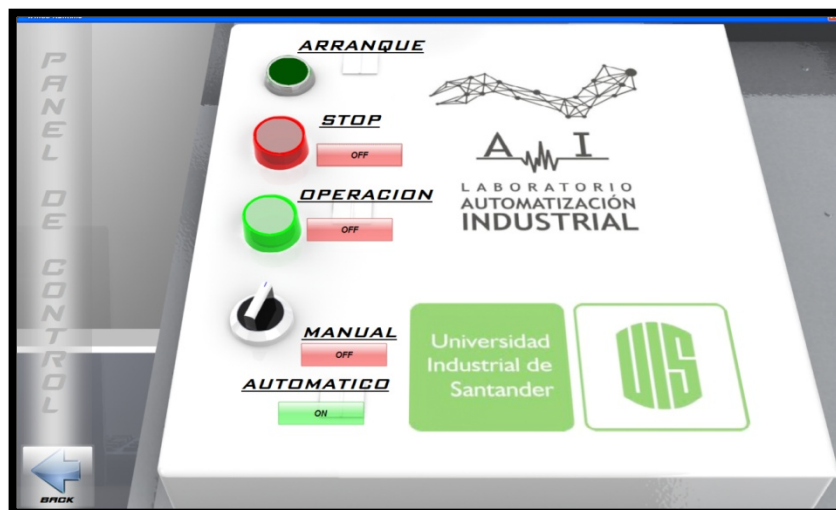 PANEL DE CONTROL
ARRANQUE
STOP
OFF
OPERACION
OFF
MANUAL
OFF
AUTOMATICO
ON
A I
LABORATORIO
AUTOMATIZACIÓN
INDUSTRIAL
Universidad
Industrial de
Santander
UIS
BACK